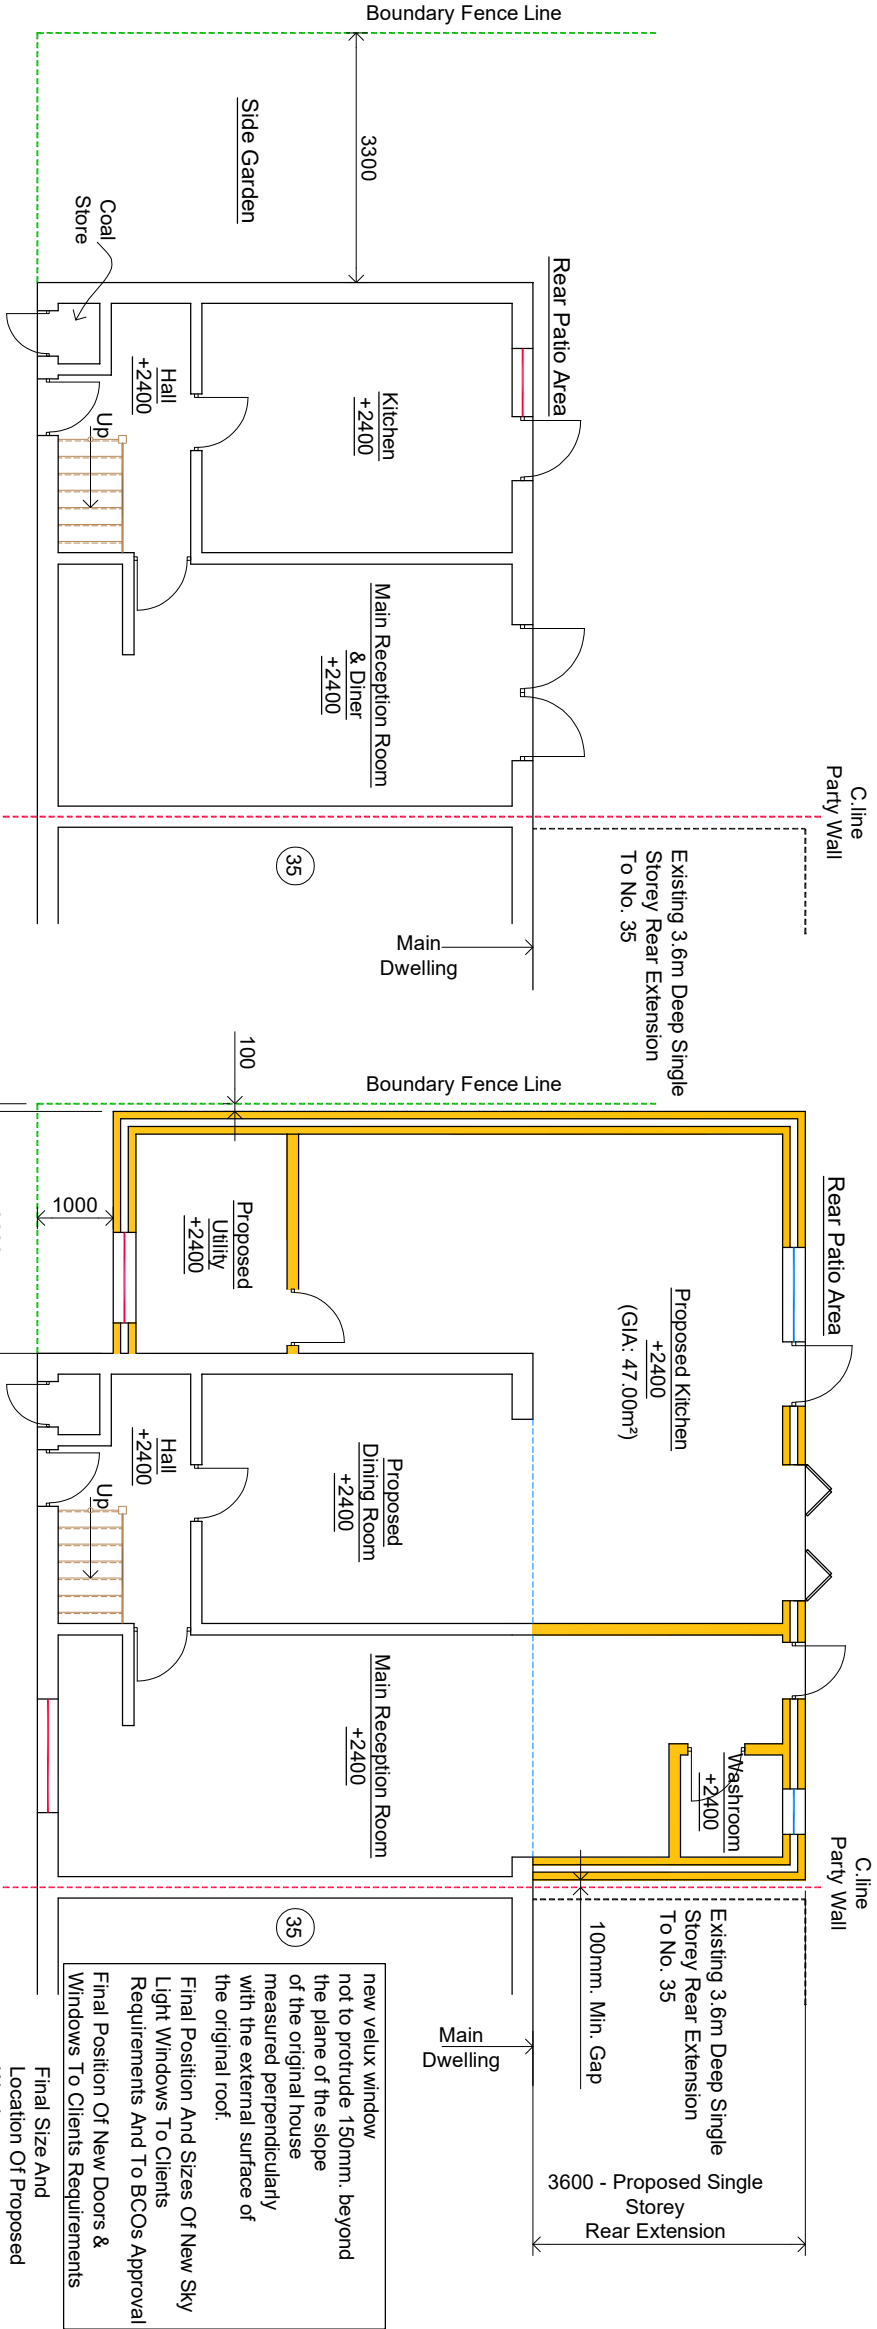 Boundary Fence Line
3300
Side Garden
Coal
Store
Rear Patio Area
Kitchen
+2400
Hall
+2400
Up
Main Reception Room
& Diner
+2400
C.line
Party Wall
35
Existing 3.6m Deep Single
Storey Rear Extension
To No. 35
Main
Dwelling
100
Boundary Fence Line
1000
Rear Patio Area
Proposed
Utility
+2400
Proposed Kitchen
+2400
(GIA: 47.00m²)
Hall
+2400
Up
Proposed
Dining Room
+2400
Main Reception Room
+2400
Washroom
+2400
C.line
Party Wall
35
100mm. Min. Gap
Existing 3.6m Deep Single
Storey Rear Extension
To No. 35
Main
Dwelling
3600 - Proposed Single
Storey
Rear Extension
new velux window
not to protrude 150mm. beyond
the plane of the slope
of the original house
measured perpendicularly
with the external surface of
the original roof.
Final Position And Sizes Of New Sky
Light Windows To Clients
Requirements And To BCOs Approval
Final Position Of New Doors &
Windows To Clients Requirements
Final Size And
Location Of Proposed